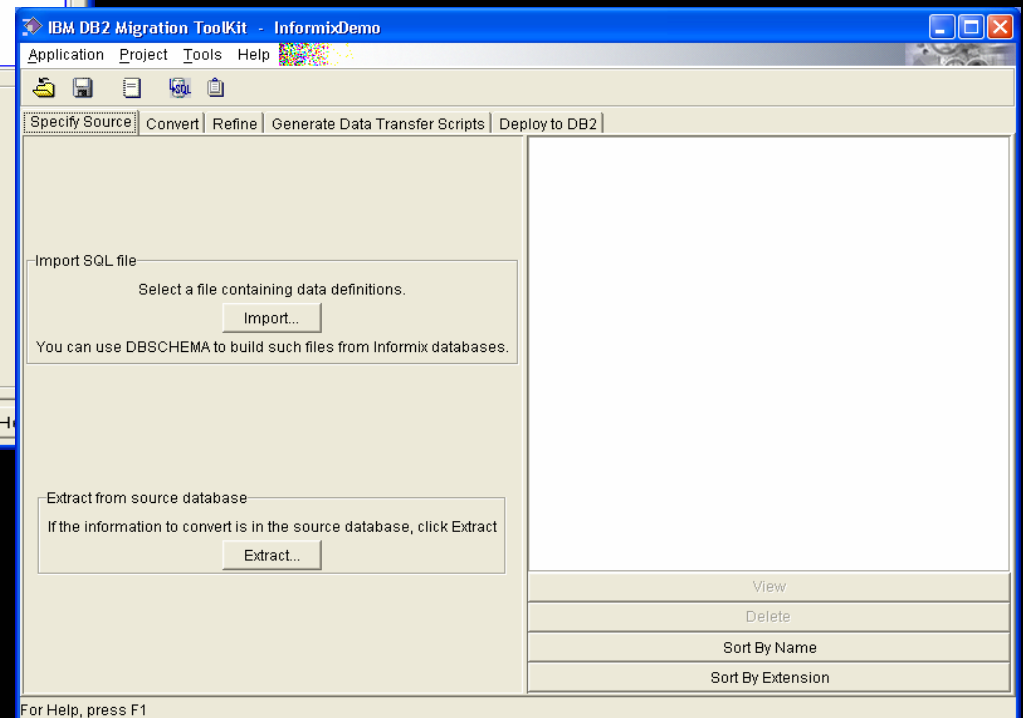 IBM DB2 Migration ToolKit - InformixDemo
Application Project Tools Help
SQL
Specify Source Convert Refine Generate Data Transfer Scripts Deploy to DB2
Import SQL file
Select a file containing data definitions.
Import...
You can use DBSCHEMA to build such files from Informix databases.
Extract from source database
If the information to convert is in the source database, click Extract
Extract...
View
Delete
Sort By Name
Sort By Extension
For Help, press F1